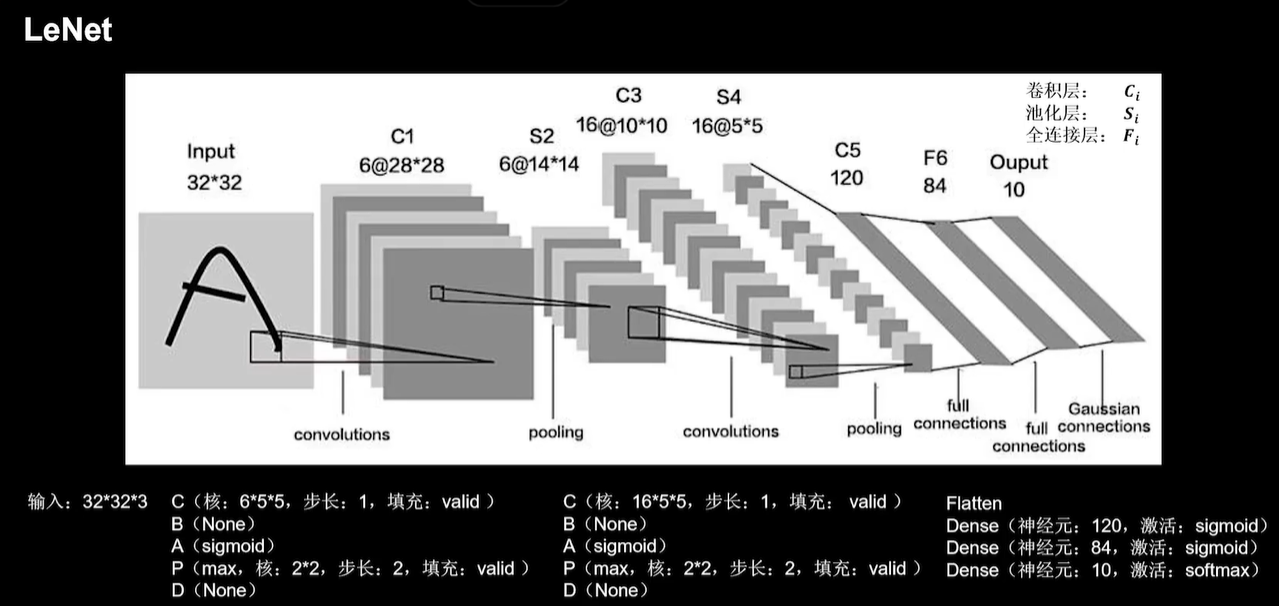 LeNet
卷积层： Ci
池化层： Si
全连接层： Fi
Input
32*32
C1
6@28*28
S2
6@14*14
C3
16@10*10
S4
16@5*5
C5
120
F6
84
Ouput
10
convolutions
pooling
convolutions
pooling
full
connections
full
connections
Gaussian
connections
输入：32*32*3
C（核：6*5*5，步长：1，填充：valid ）
B（None）
A（sigmoid）
P（max，核：2*2，步长：2，填充：valid ）
D（None）
C（核：16*5*5，步长：1，填充： valid ）
B（None）
A（sigmoid）
P（max，核：2*2，步长：2，填充：valid ）
D（None）
Flatten
Dense（神经元：120，激活：sigmoid）
Dense（神经元：84，激活：sigmoid）
Dense（神经元：10，激活：softmax）